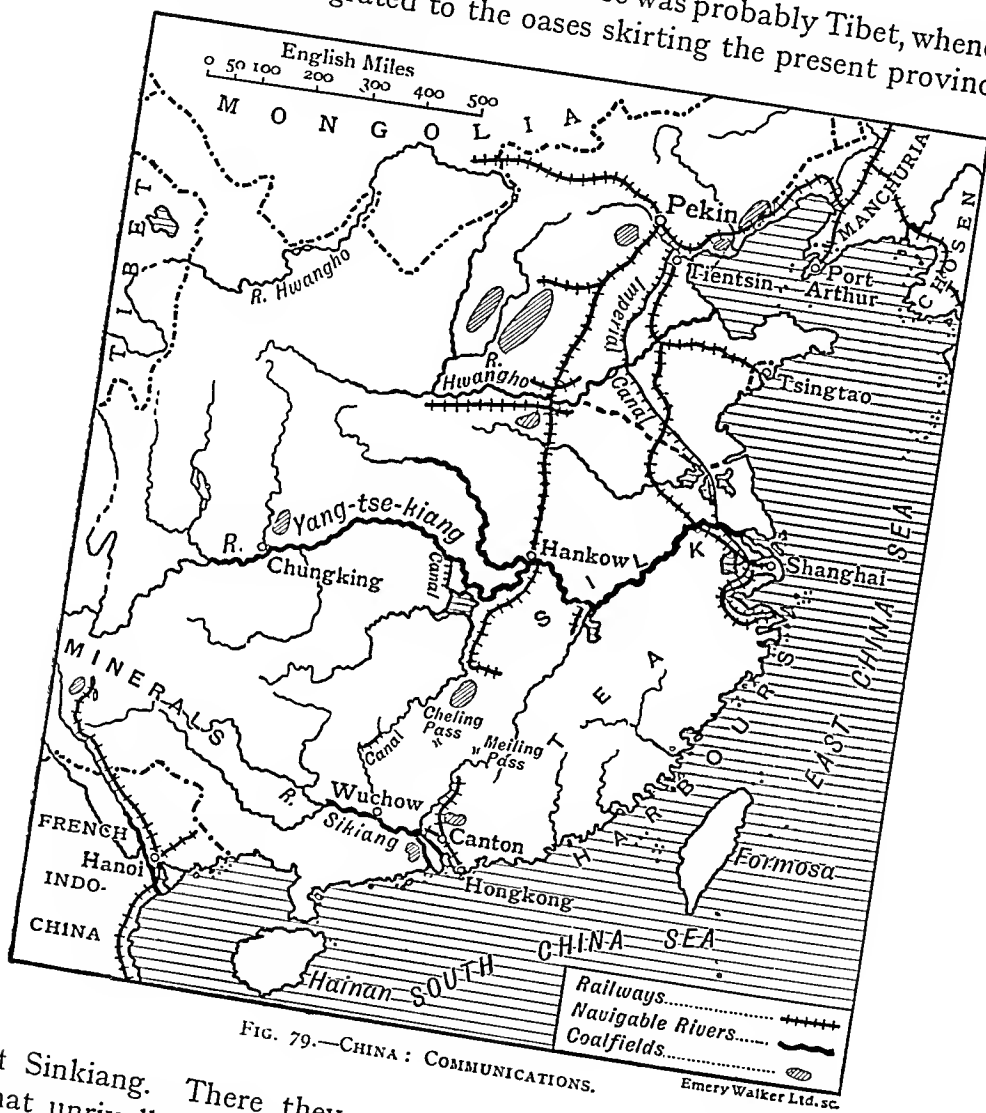 was probably Tibet, when
to the oases skirting the present provinc
English Miles
0 50 100 200 300 400 500
MONGOLIA
TIBET
R. Hwangho
Pekin
MANCHURIA
CHOSEN
Tientsin
Port
Arthur
Imperial
Canal
R.
Hwangho
Tsingtao
R. Yang-tse-kiang
Chungking
Canal
Hankow
SILK
Shanghai
EAST CHINA SEA
MINERALS
TEA
HARBOURS
Cheling
Pass
Meiling
Pass
Canal
Wuchow
R. Sikiang
Canton
Hongkong
Formosa
FRENCH
Hanoi
INDO-
CHINA
Hainan
SOUTH CHINA SEA
Railways
Navigable Rivers
Coalfields
FIG. 79.—CHINA: COMMUNICATIONS.
Emery Walker Ltd. sc.
Sinkiang. There they